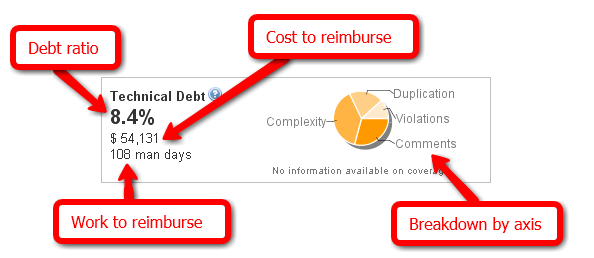 Cost to reimburse
Debt ratio
Technical Debt ?
8.4%
$ 54,131
108 man days
Duplication
Violations
Complexity
Comments
No information available on coverag
Work to reimburse
Breakdown by axis